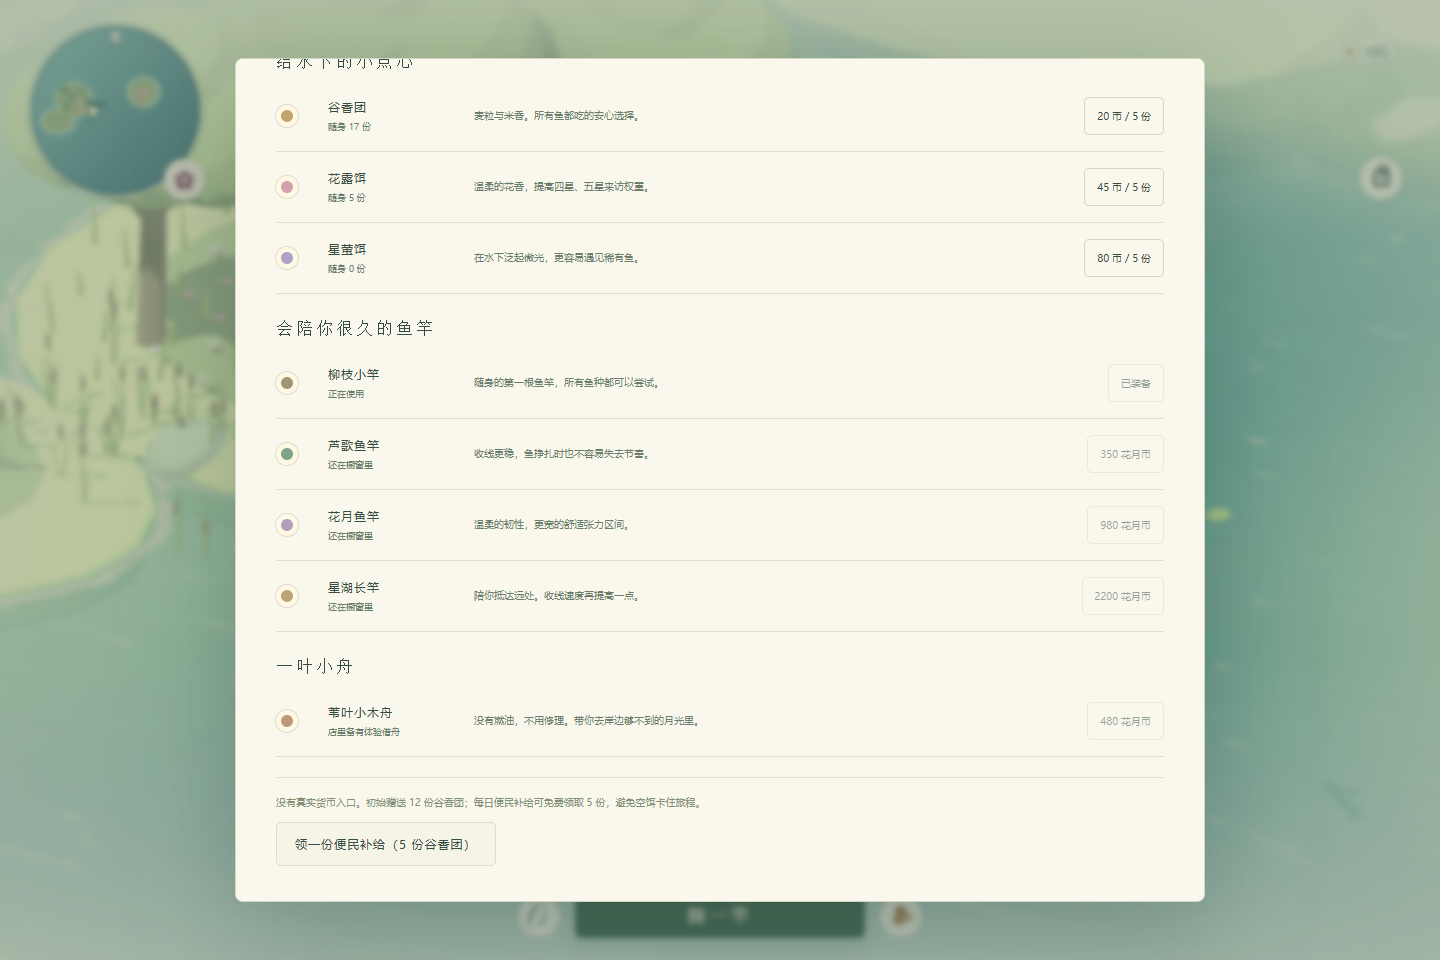 给水下的小点心
谷香团
随身 17 份
麦粒与米香。所有鱼都吃的安心选择。
20 币 / 5 份
花露饵
随身 5 份
温柔的花香，提高四星、五星来访权重。
45 币 / 5 份
星萤饵
随身 0 份
在水下泛起微光，更容易遇见稀有鱼。
80 币 / 5 份
会陪你很久的鱼竿
柳枝小竿
正在使用
随身的第一根鱼竿，所有鱼种都可以尝试。
已装备
芦歌鱼竿
还在橱窗里
收线更稳，鱼挣扎时也不容易失去节奏。
350 花月币
花月鱼竿
还在橱窗里
温柔的韧性，更宽的舒适张力区间。
980 花月币
星湖长竿
还在橱窗里
陪你抵达远处。收线速度再提高一点。
2200 花月币
一叶小舟
苇叶小木舟
店里备有体验借舟
没有燃油，不用修理。带你去岸边够不到的月光里。
480 花月币
没有真实货币入口。初始赠送 12 份谷香团；每日便民补给可免费领取 5 份，避免空饵卡住旅程。
领一份便民补给（5 份谷香团）